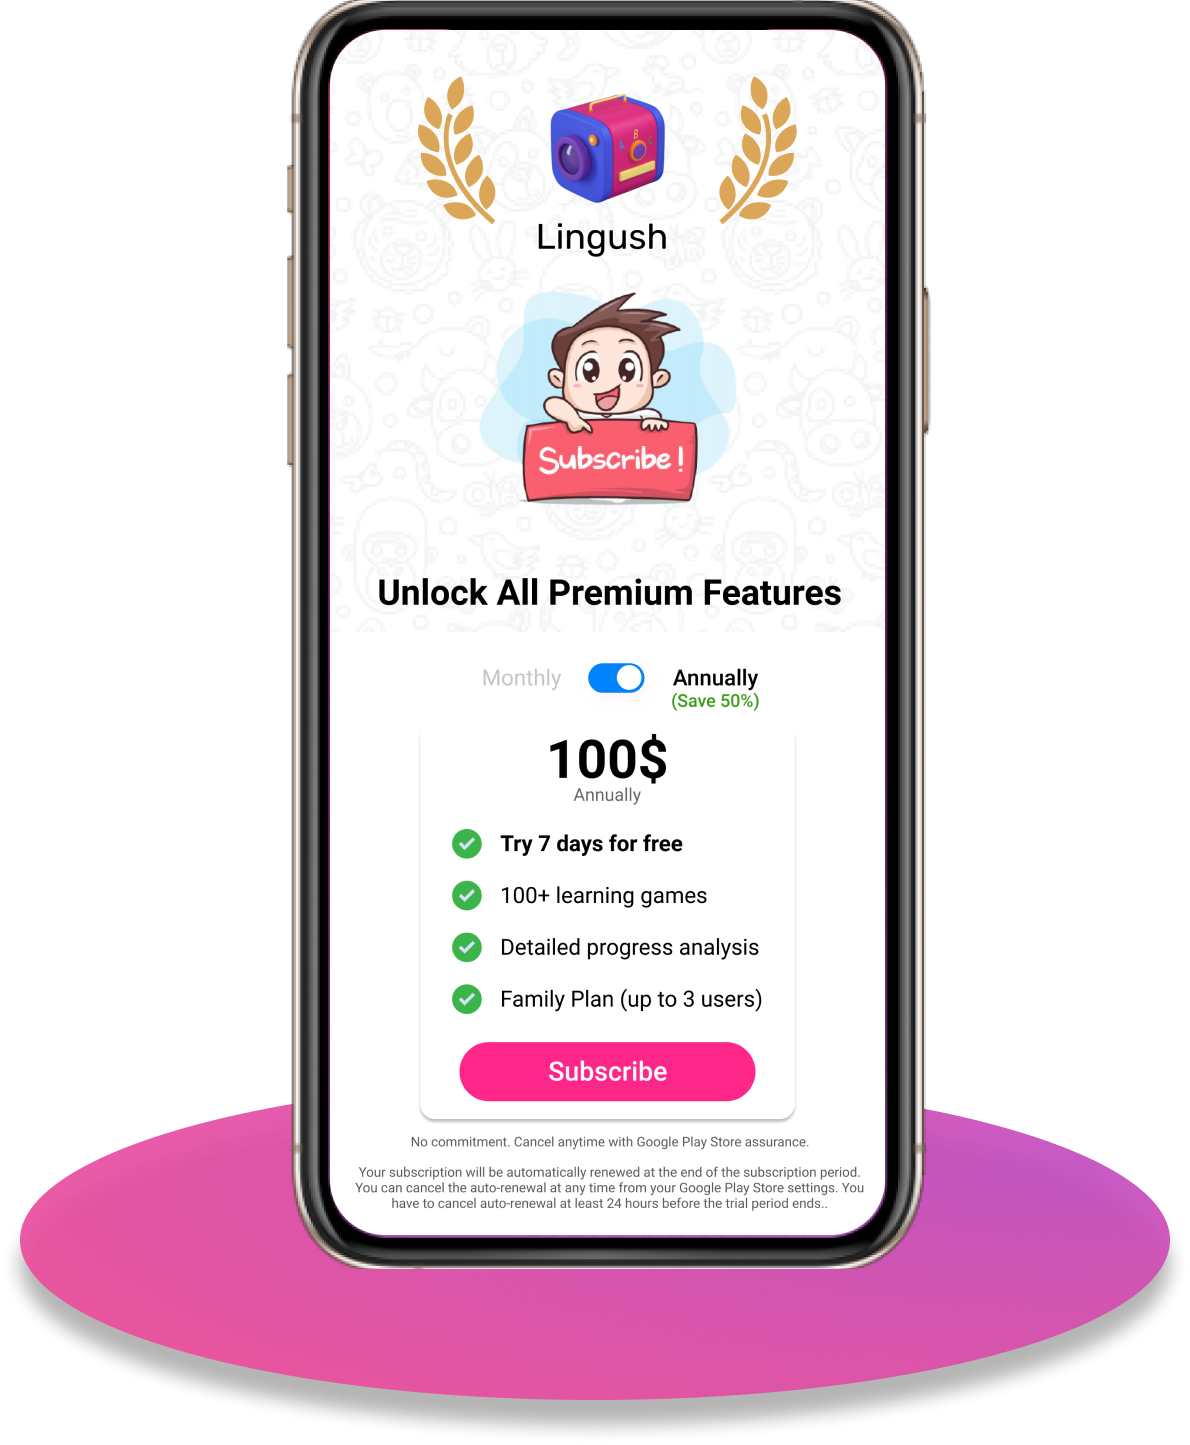 A B C
Lingush
Subscribe!
Unlock All Premium Features
Monthly
Annually
(Save 50%)
100$
Annually
Try 7 days for free
100+ learning games
Detailed progress analysis
Family Plan (up to 3 users)
Subscribe
No commitment. Cancel anytime with Google Play Store assurance.
Your subscription will be automatically renewed at the end of the subscription period.
You can cancel the auto-renewal at any time from your Google Play Store settings. You
have to cancel auto-renewal at least 24 hours before the trial period ends..